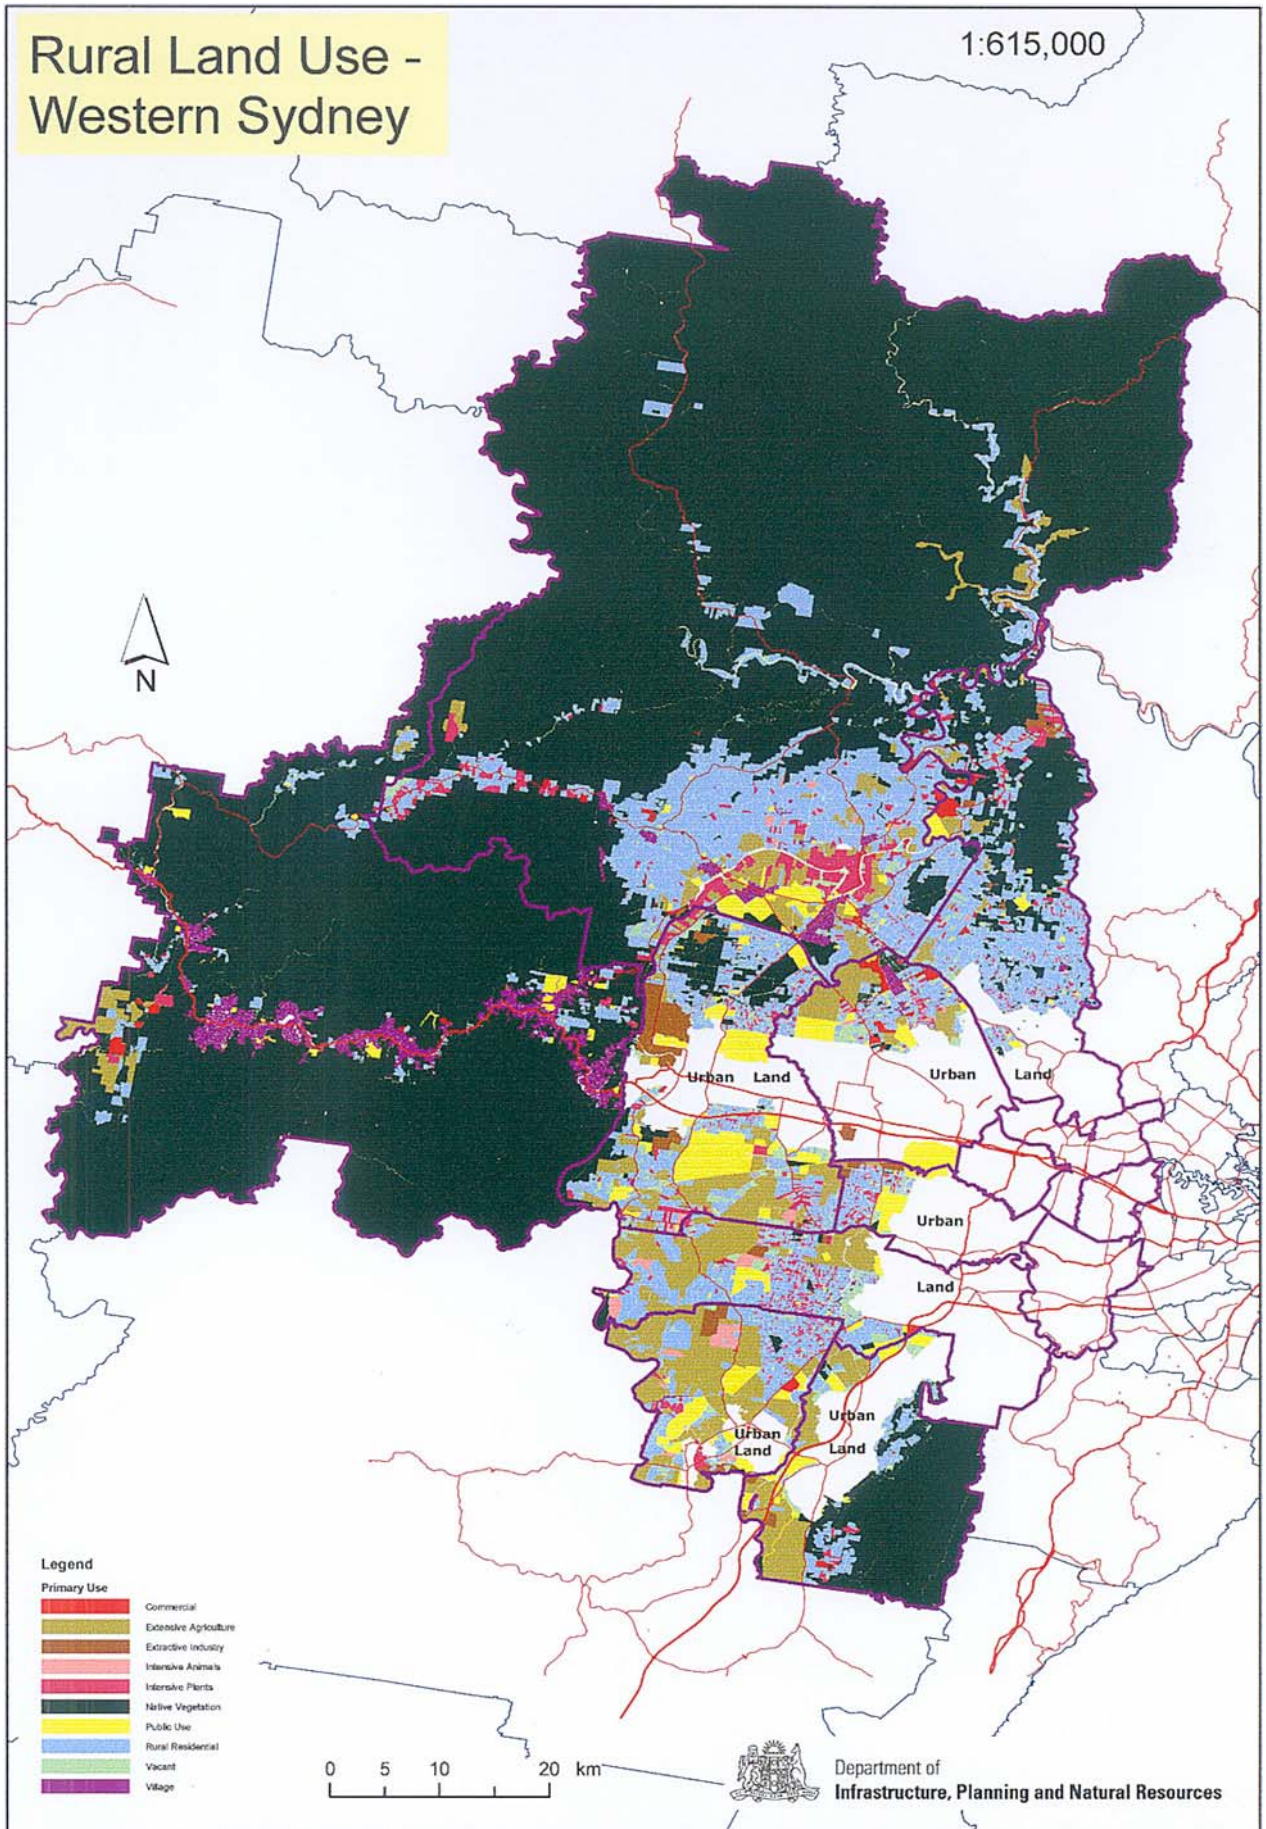 Rural Land Use -
Western Sydney
1:615,000
N
Urban Land
Urban
Land
Urban
Land
Urban
Land
Urban
Land
Legend
Primary Use
Commercial
Extensive Agriculture
Extractive Industry
Intensive Animals
Intensive Plants
Native Vegetation
Public Use
Rural Residential
Vacant
Village
0 5 10 20 km
Department of
Infrastructure, Planning and Natural Resources